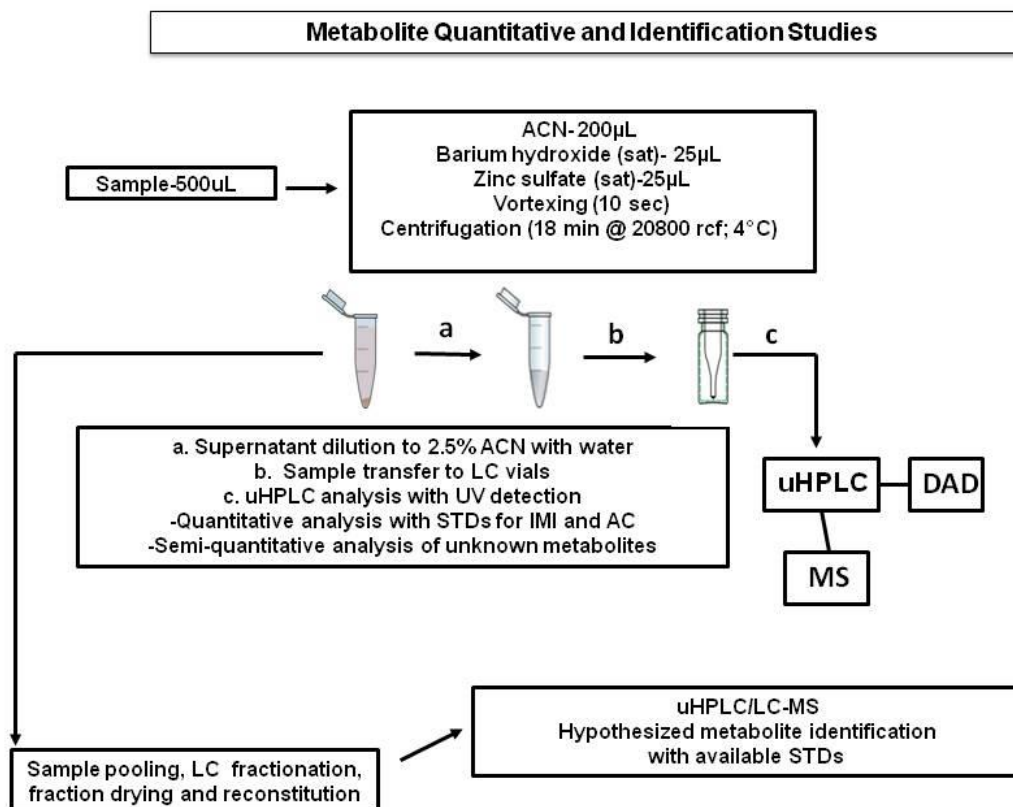 Metabolite Quantitative and Identification Studies
Sample-500uL
ACN- 200µL
Barium hydroxide (sat)- 25µL
Zinc sulfate (sat)-25µL
Vortexing (10 sec)
Centrifugation (18 min @ 20800 rcf; 4°C)
a
b
c
a. Supernatant dilution to 2.5% ACN with water
b. Sample transfer to LC vials
c. uHPLC analysis with UV detection
-Quantitative analysis with STDs for IMI and AC
-Semi-quantitative analysis of unknown metabolites
uHPLC
DAD
MS
Sample pooling, LC fractionation,
fraction drying and reconstitution
uHPLC/LC-MS
Hypothesized metabolite identification
with available STDs